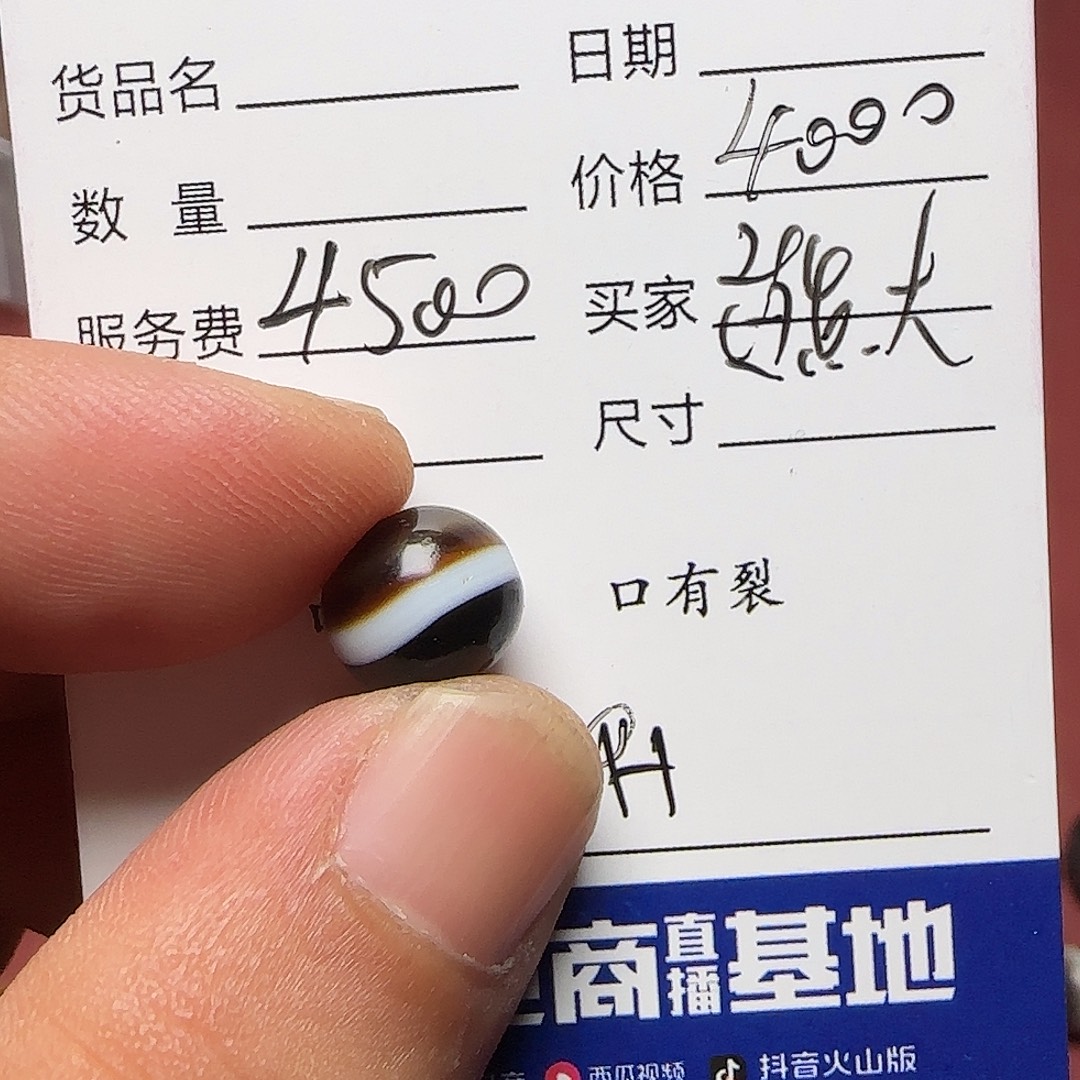 货品名 日期
数 量 价格 4000
服务费 4500 买家
尺寸
口有裂
商直播基地
西瓜视频 抖音火山版